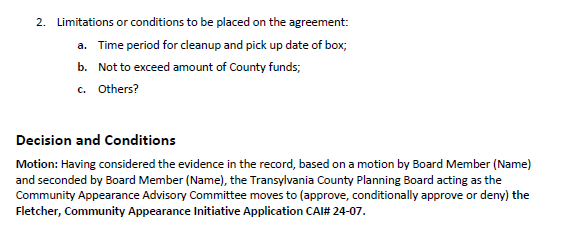 2. Limitations or conditions to be placed on the agreement:
a. Time period for cleanup and pick up date of box;
b. Not to exceed amount of County funds;
c. Others?
Decision and Conditions
Motion: Having considered the evidence in the record, based on a motion by Board Member (Name)
and seconded by Board Member (Name), the Transylvania County Planning Board acting as the
Community Appearance Advisory Committee moves to (approve, conditionally approve or deny) the
Fletcher, Community Appearance Initiative Application CAI# 24-07.